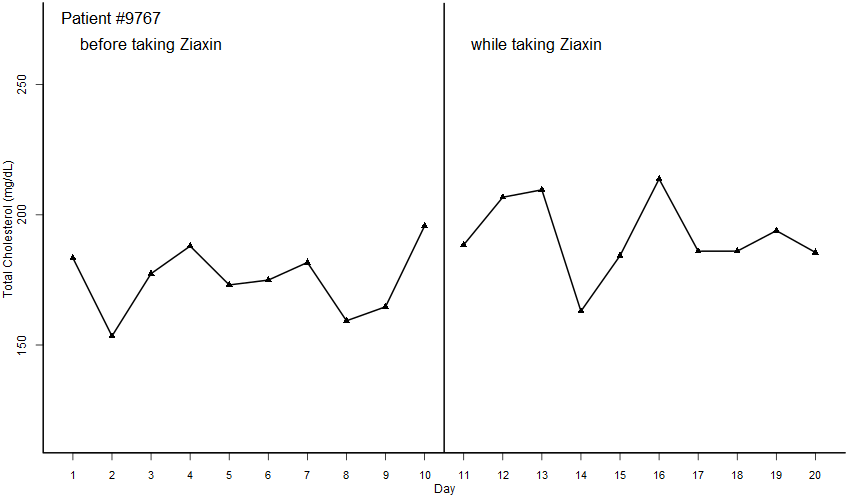 Patient #9767
before taking Ziaxin
while taking Ziaxin
Total Cholesterol (mg/dL)
250
200
150
1 2 3 4 5 6 7 8 9 10 11 12 13 14 15 16 17 18 19 20
Day